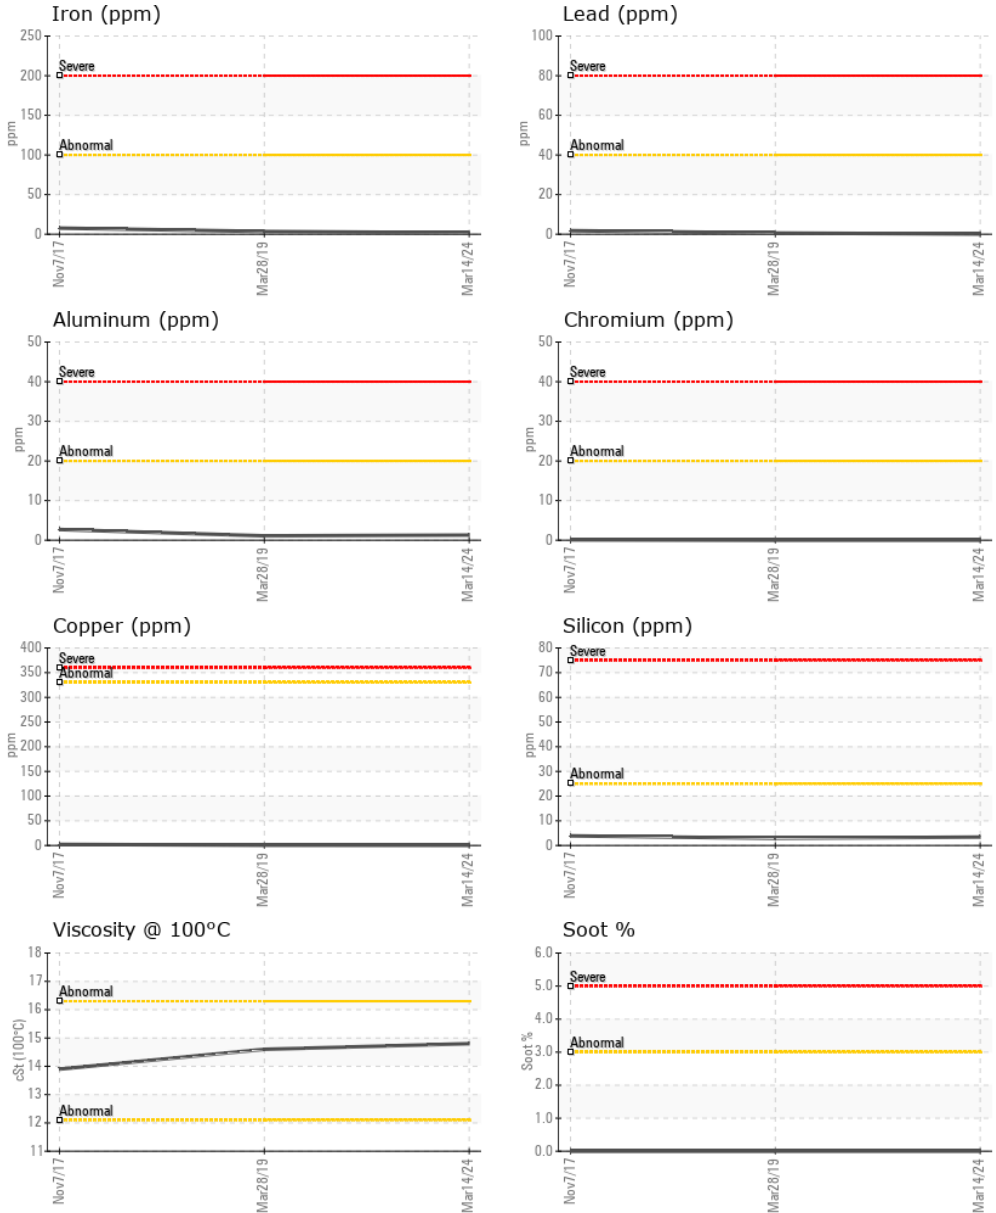 Iron (ppm)
250
200
150
100
50
0
ppm
Severe
Abnormal
Nov7/17
Mar28/19
Mar14/24
Lead (ppm)
100
80
60
40
20
0
ppm
Severe
Abnormal
Nov7/17
Mar28/19
Mar14/24
Aluminum (ppm)
50
40
30
20
10
0
ppm
Severe
Abnormal
Nov7/17
Mar28/19
Mar14/24
Chromium (ppm)
50
40
30
20
10
0
ppm
Severe
Abnormal
Nov7/17
Mar28/19
Mar14/24
Copper (ppm)
400
350
300
250
200
150
100
50
0
ppm
Severe
Abnormal
Nov7/17
Mar28/19
Mar14/24
Silicon (ppm)
80
70
60
50
40
30
20
10
0
ppm
Severe
Abnormal
Nov7/17
Mar28/19
Mar14/24
Viscosity @ 100°C
18
17
16
15
14
13
12
11
cSt (100°C)
Abnormal
Abnormal
Nov7/17
Mar28/19
Mar14/24
Soot %
6.0
5.0
4.0
3.0
2.0
1.0
0.0
Soot %
Severe
Abnormal
Nov7/17
Mar28/19
Mar14/24